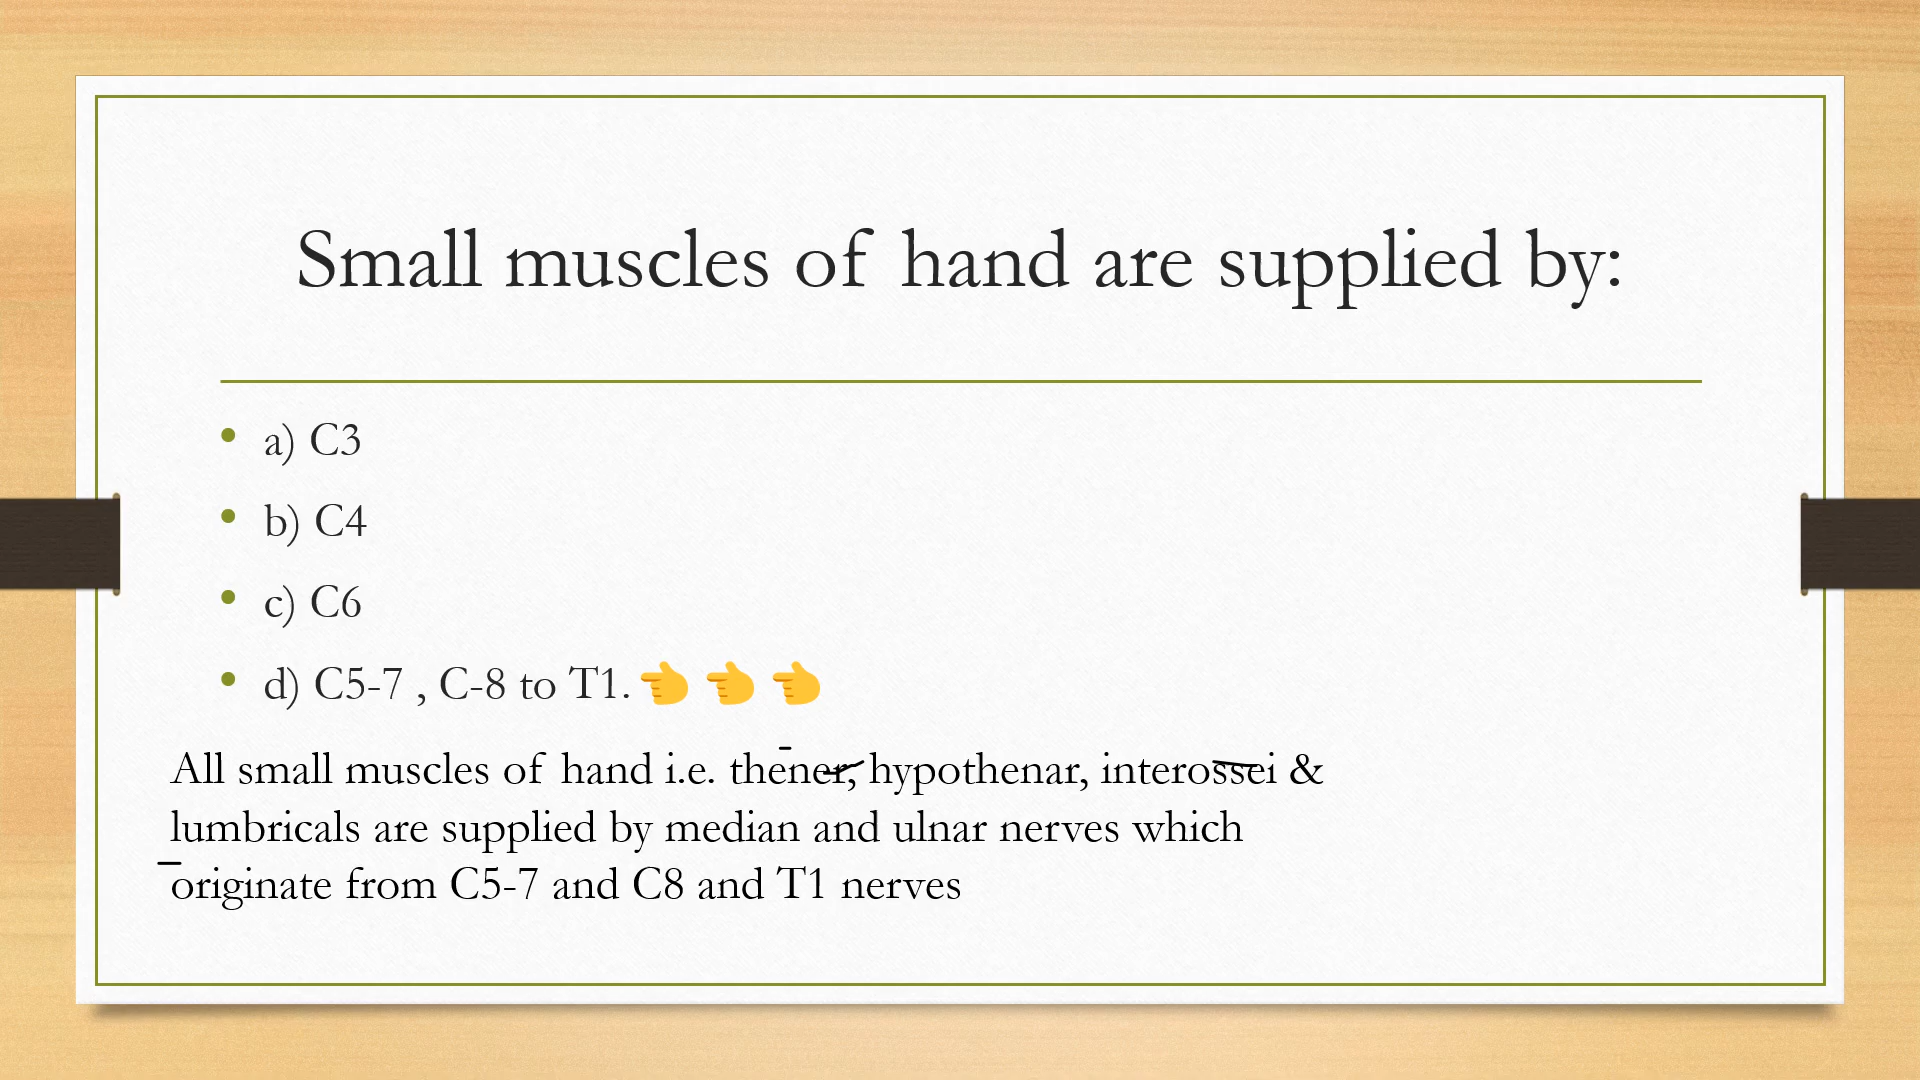 Small muscles of hand are supplied by:
• a) C3
• b) C4
• c) C6
• d) C5-7 , C-8 to T1. 👈 👈 👈
All small muscles of hand i.e. thener, hypothenar, interossei &
lumbricals are supplied by median and ulnar nerves which
originate from C5-7 and C8 and T1 nerves